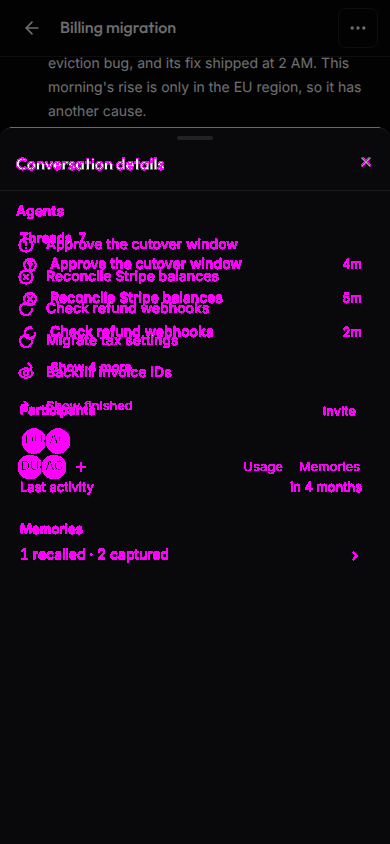 Billing migration
eviction bug, and its fix shipped at 2 AM. This
morning's rise is only in the EU region, so it has
another cause.
Conversation details
Agents
Threads 7
Approve the cutover window
Approve the cutover window 4m
Reconcile Stripe balances
Reconcile Stripe balances 5m
Check refund webhooks
Check refund webhooks 2m
Migrate tax settings
Show 4 more
Backfill invoice IDs
Show finished
Participants Invite
DU AC
DU AC + Usage Memories
Last activity in 4 months
Memories
1 recalled · 2 captured